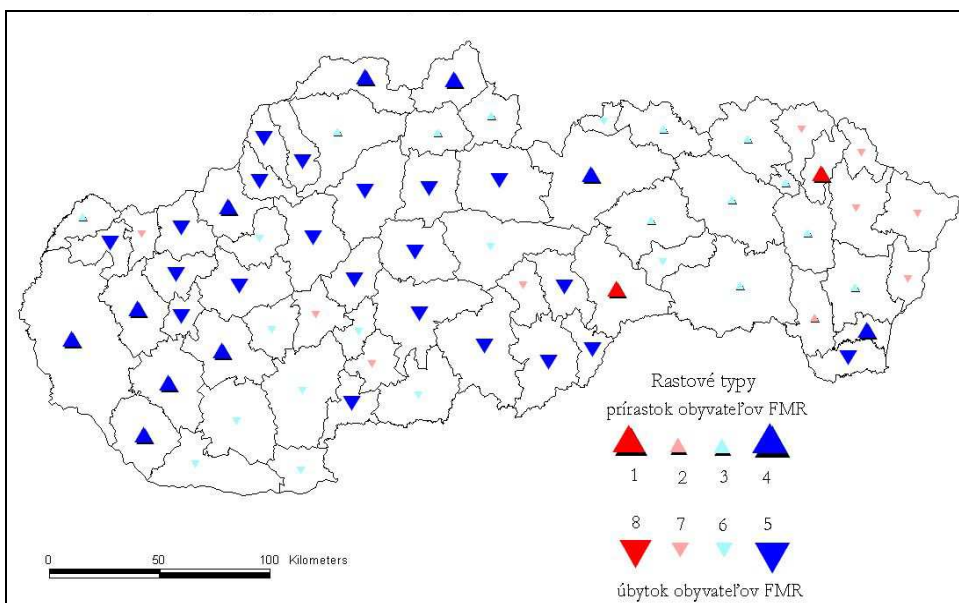 Rastové typy
prírastok obyvateľov FMR
1 2 3 4
8 7 6 5
úbytok obyvateľov FMR
0 50 100 Kilometers